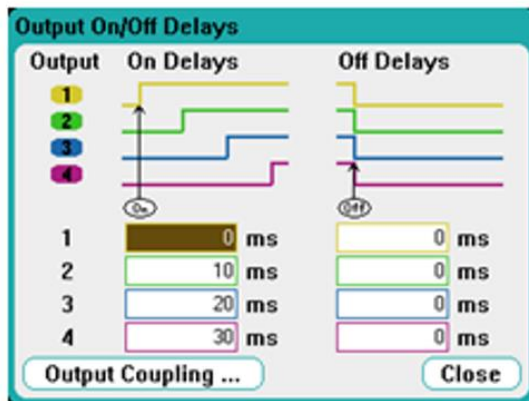 Output On/Off Delays
Output On Delays Off Delays
1
2
3
4
On Off
1 0 ms 0 ms
2 10 ms 0 ms
3 20 ms 0 ms
4 30 ms 0 ms
Output Coupling ... Close